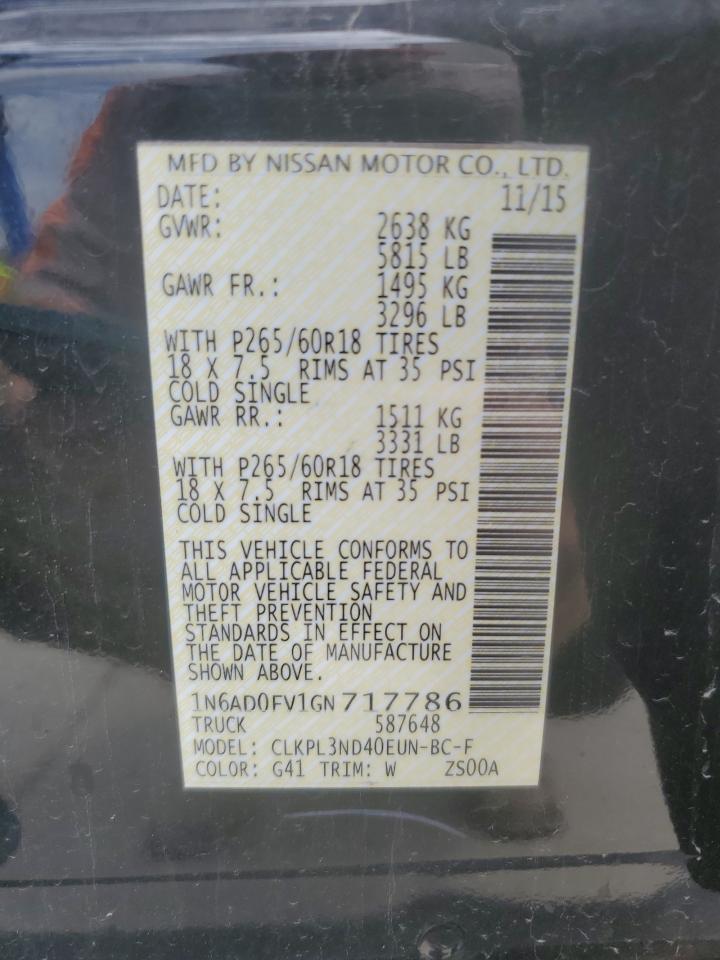 MFD BY NISSAN MOTOR CO., LTD.
DATE: 11/15
GVWR: 2638 KG
5815 LB
GAWR FR.: 1495 KG
3296 LB
WITH P265/60R18 TIRES
18 X 7.5 RIMS AT 35 PSI
COLD SINGLE
GAWR RR.: 1511 KG
3331 LB
WITH P265/60R18 TIRES
18 X 7.5 RIMS AT 35 PSI
COLD SINGLE
THIS VEHICLE CONFORMS TO
ALL APPLICABLE FEDERAL
MOTOR VEHICLE SAFETY AND
THEFT PREVENTION
STANDARDS IN EFFECT ON
THE DATE OF MANUFACTURE
SHOWN ABOVE.
1N6AD0FV1GN717786
TRUCK 587648
MODEL: CLKPL3ND40EUN-BC-F
COLOR: G41 TRIM: W ZS00A